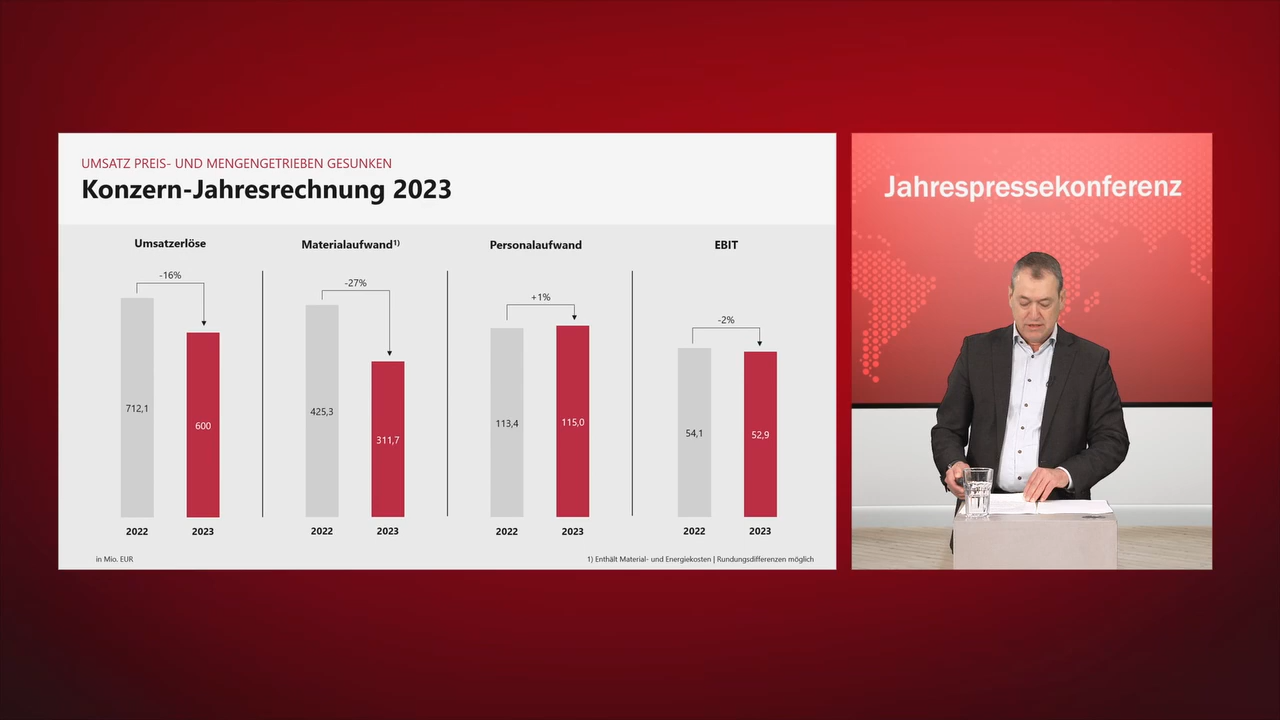 UMSATZ PREIS- UND MENGENGETRIEBEN GESUNKEN
Konzern-Jahresrechnung 2023
Umsatzerlöse
-16%
712,1
600
2022 2023
Materialaufwand1)
-27%
425,3
311,7
2022 2023
Personalaufwand
+1%
113,4
115,0
2022 2023
EBIT
-2%
54,1
52,9
2022 2023
in Mio. EUR
1) Enthält Material- und Energiekosten | Rundungsdifferenzen möglich
Jahrespressekonferenz